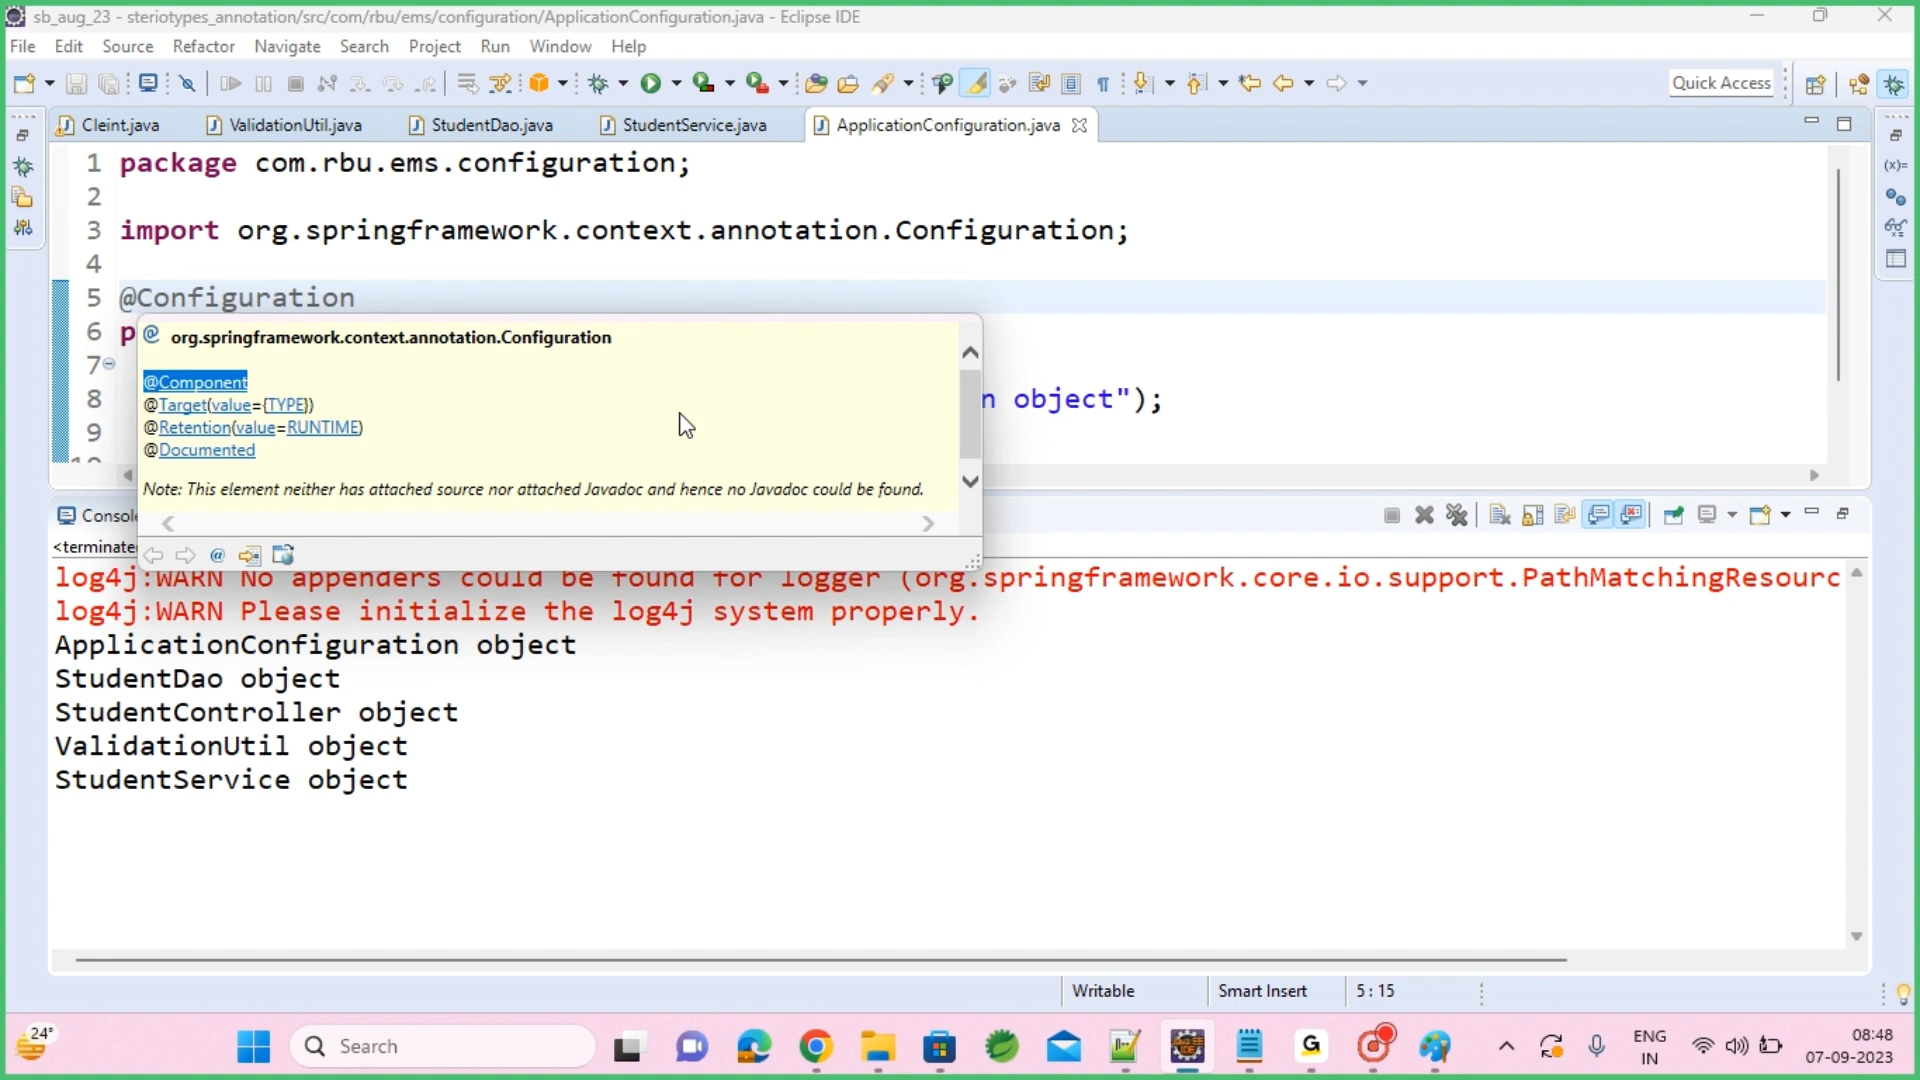 sb_aug_23 - steriotypes_annotation/src/com/rbu/ems/configuration/ApplicationConfiguration.java - Eclipse IDE
File Edit Source Refactor Navigate Search Project Run Window Help
Quick Access
Cleint.java ValidationUtil.java StudentDao.java StudentService.java ApplicationConfiguration.java
1 package com.rbu.ems.configuration;
2
3 import org.springframework.context.annotation.Configuration;
4
5 @Configuration
6 p
7
8 n object");
9
@ org.springframework.context.annotation.Configuration
@Component
@Target(value={TYPE})
@Retention(value=RUNTIME)
@Documented
Note: This element neither has attached source nor attached Javadoc and hence no Javadoc could be found.
Console
<terminate
log4j:WARN No appenders could be found for logger (org.springframework.core.io.support.PathMatchingResourc
log4j:WARN Please initialize the log4j system properly.
ApplicationConfiguration object
StudentDao object
StudentController object
ValidationUtil object
StudentService object
Writable Smart Insert 5 : 15
24°
Search
ENG
IN
08:48
07-09-2023